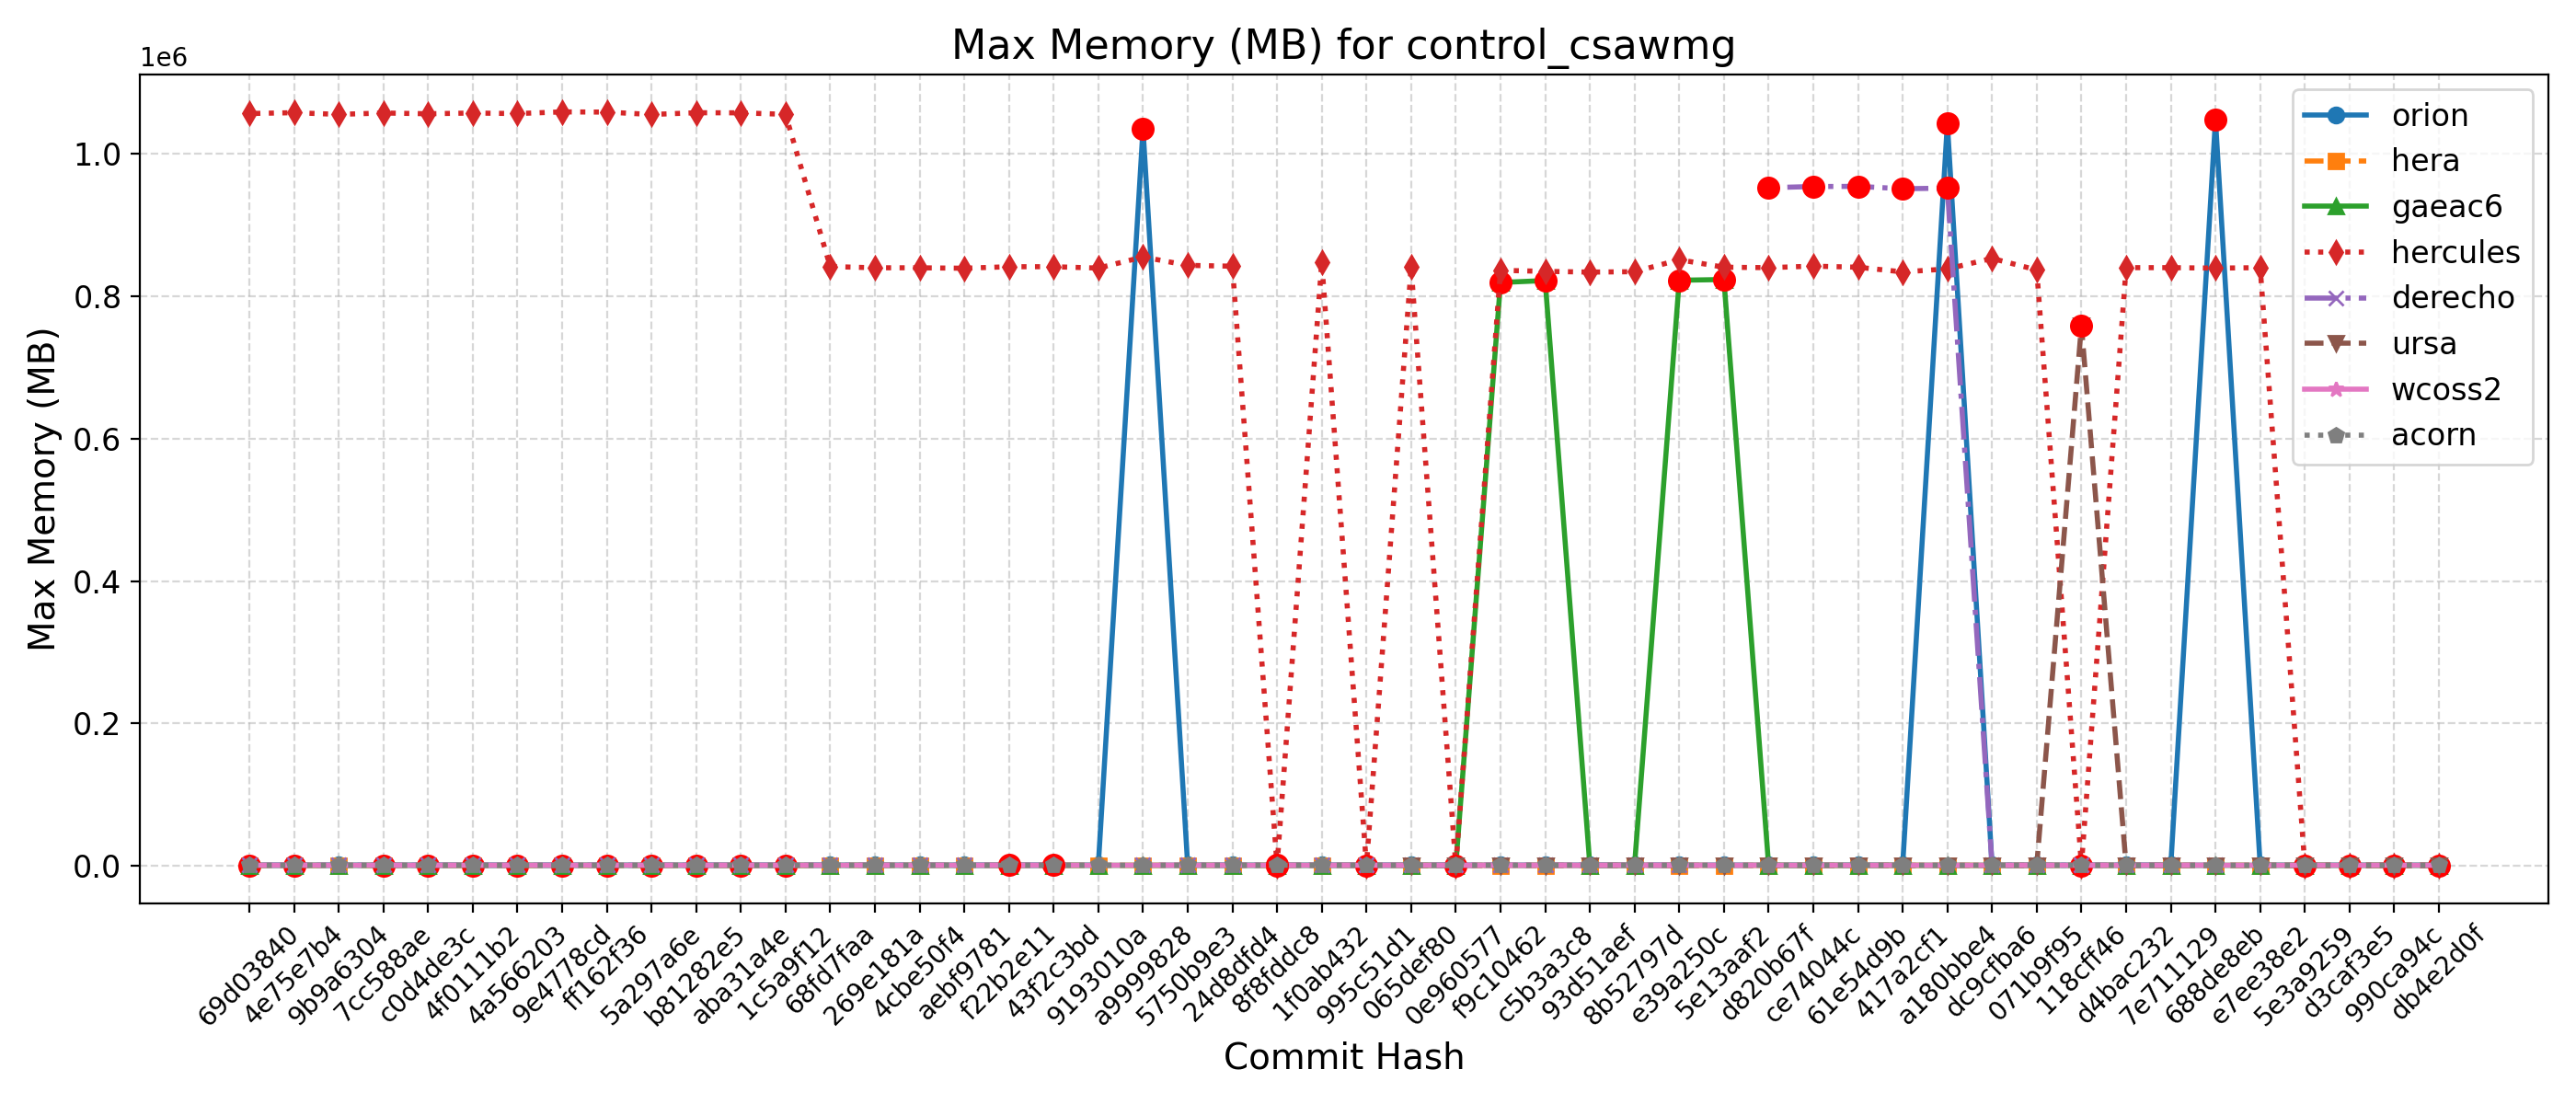 Max Memory (MB) for control_csawmg
1e6
1.0
0.8
0.6
0.4
0.2
0.0
Max Memory (MB)
orion
hera
gaeac6
hercules
derecho
ursa
wcoss2
acorn
69d03840
4e75e7b4
9b9a6304
7cc588ae
c0d4de3c
4f0111b2
4a566203
9e4778cd
ff162f36
5a297a6e
b81282e5
aba31a4e
1c5a9f12
68fd7faa
269e181a
4cbe50f4
aebf9781
f22b2e11
43f2c3bd
9193010a
a9999828
5750b9e3
24d8dfd4
8f8fddc8
1f0ab432
995c51d1
065def80
0e960577
f9c10462
c5b3a3c8
93d51aef
8b52797d
e39a250c
5e13aaf2
d820b67f
ce74044c
61e54d9b
417a2cf1
a180bbe4
dc9cfba6
071b9f95
118cff46
d4bac232
7e711129
688de8eb
e7ee38e2
5e3a9259
d3caf3e5
990ca94c
db4e2d0f
Commit Hash